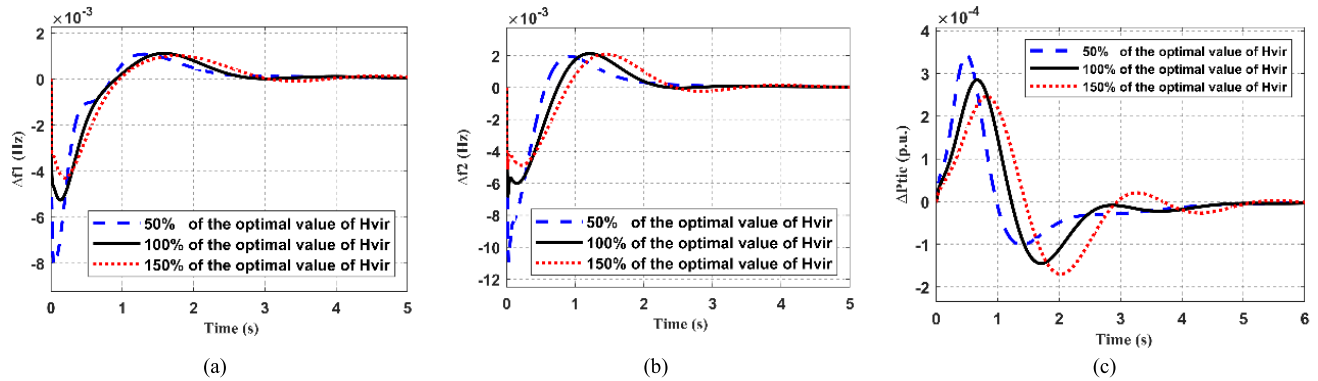 ×10⁻³
2
0
-2
-4
-6
-8
Δf1 (Hz)
50% of the optimal value of Hvir
100% of the optimal value of Hvir
150% of the optimal value of Hvir
0 1 2 3 4 5
Time (s)
(a)
×10⁻³
4
2
0
-2
-4
-6
-8
-10
-12
Δf2 (Hz)
50% of the optimal value of Hvir
100% of the optimal value of Hvir
150% of the optimal value of Hvir
0 1 2 3 4 5
Time (s)
(b)
×10⁻⁴
4
3
2
1
0
-1
-2
ΔPtie (p.u.)
50% of the optimal value of Hvir
100% of the optimal value of Hvir
150% of the optimal value of Hvir
0 1 2 3 4 5 6
Time (s)
(c)